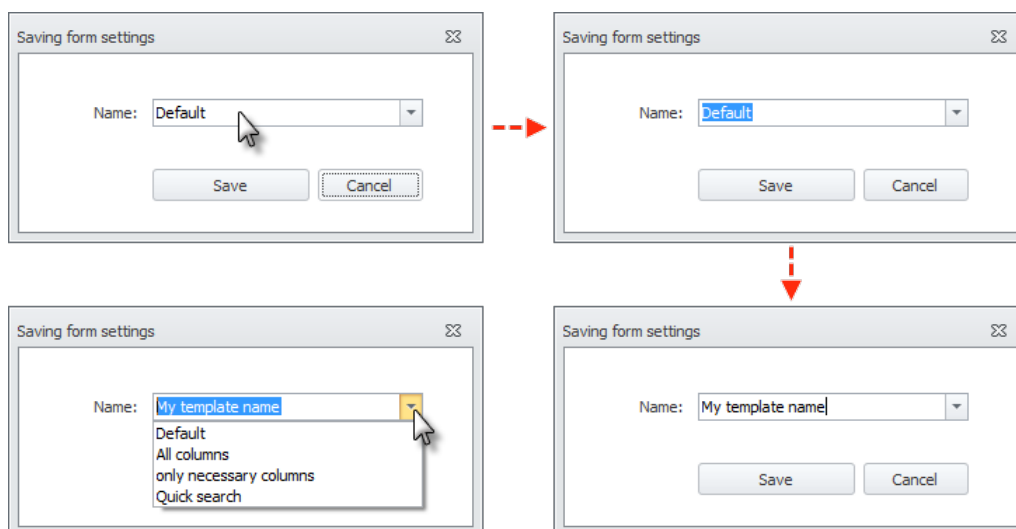 Saving form settings
Name: Default
Save Cancel
Saving form settings
Name: Default
Save Cancel
Saving form settings
Name: My template name
Default
All columns
only necessary columns
Quick search
Saving form settings
Name: My template name
Save Cancel